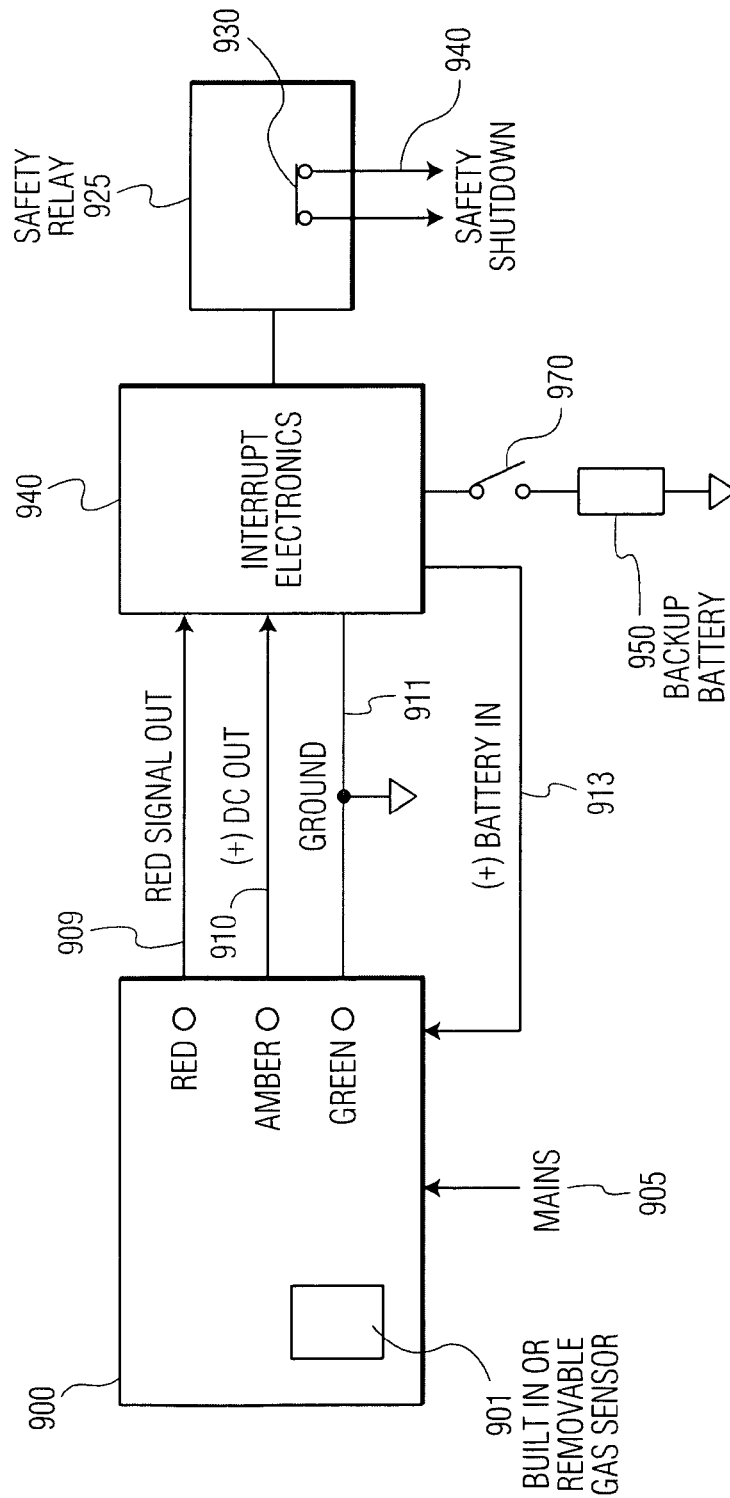 900
901
BUILT IN OR
REMOVABLE
GAS SENSOR
MAINS
905
RED
AMBER
GREEN
909
RED SIGNAL OUT
910
(+) DC OUT
GROUND
911
(+) BATTERY IN
913
940
INTERRUPT
ELECTRONICS
970
950
BACKUP
BATTERY
SAFETY
RELAY
925
930
940
SAFETY
SHUTDOWN